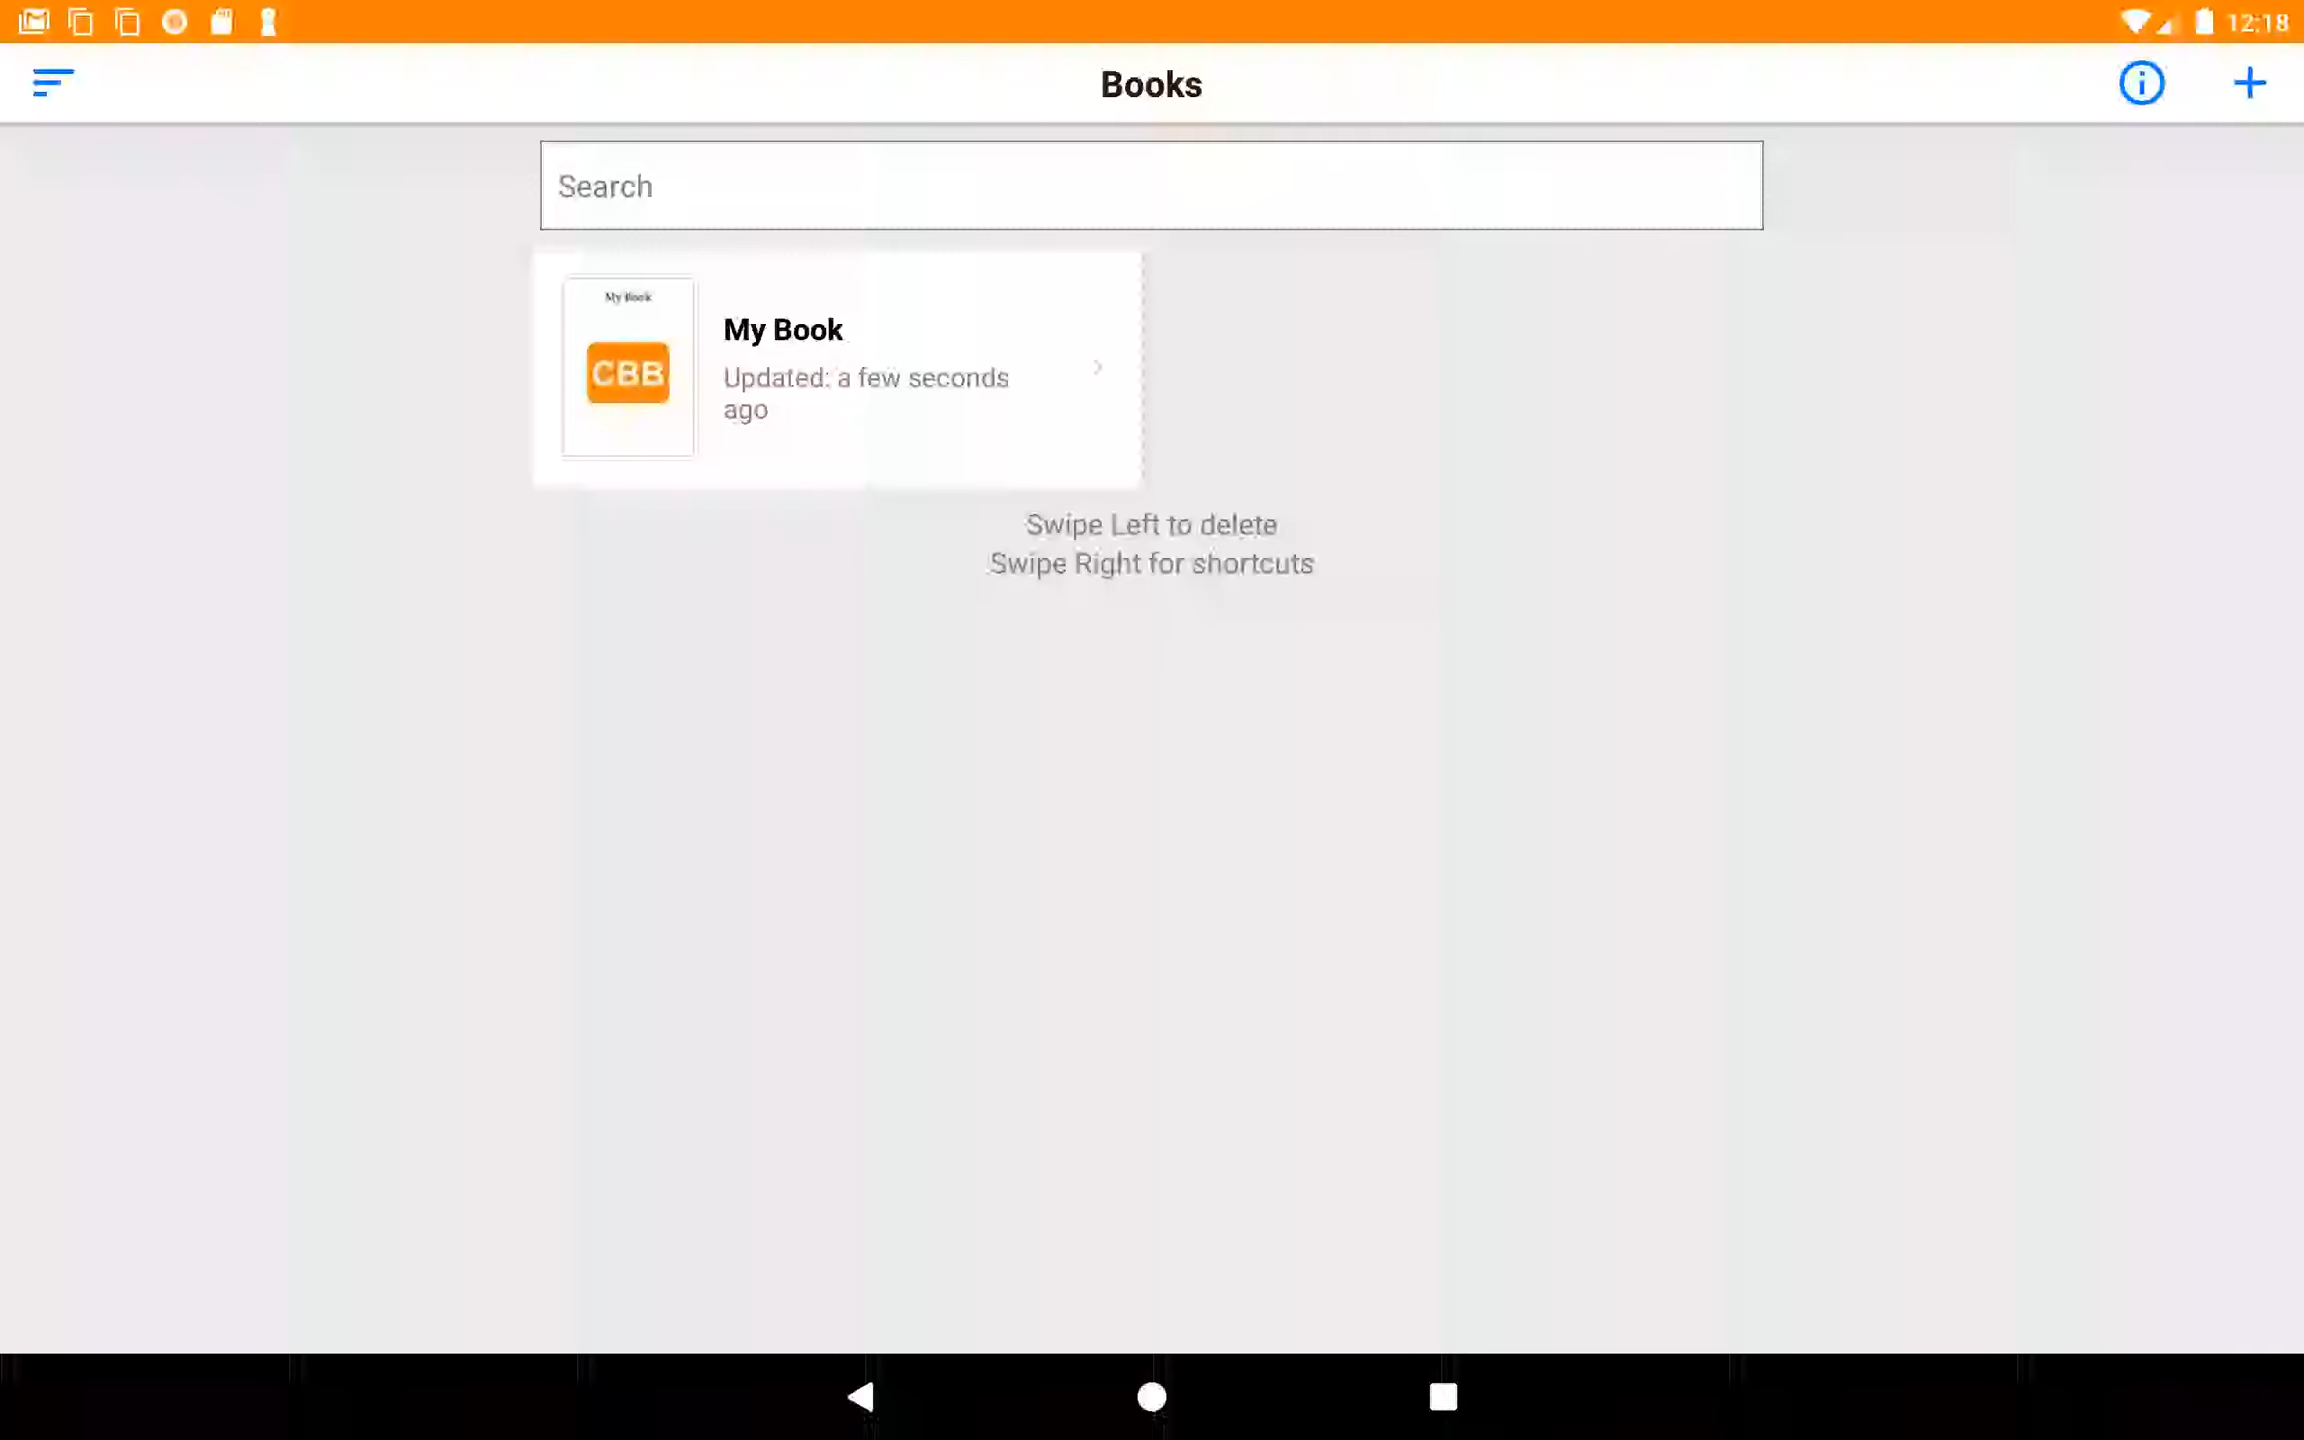 12:18
Books
Search
My Book
CBB
My Book
Updated: a few seconds
ago
Swipe Left to delete
Swipe Right for shortcuts